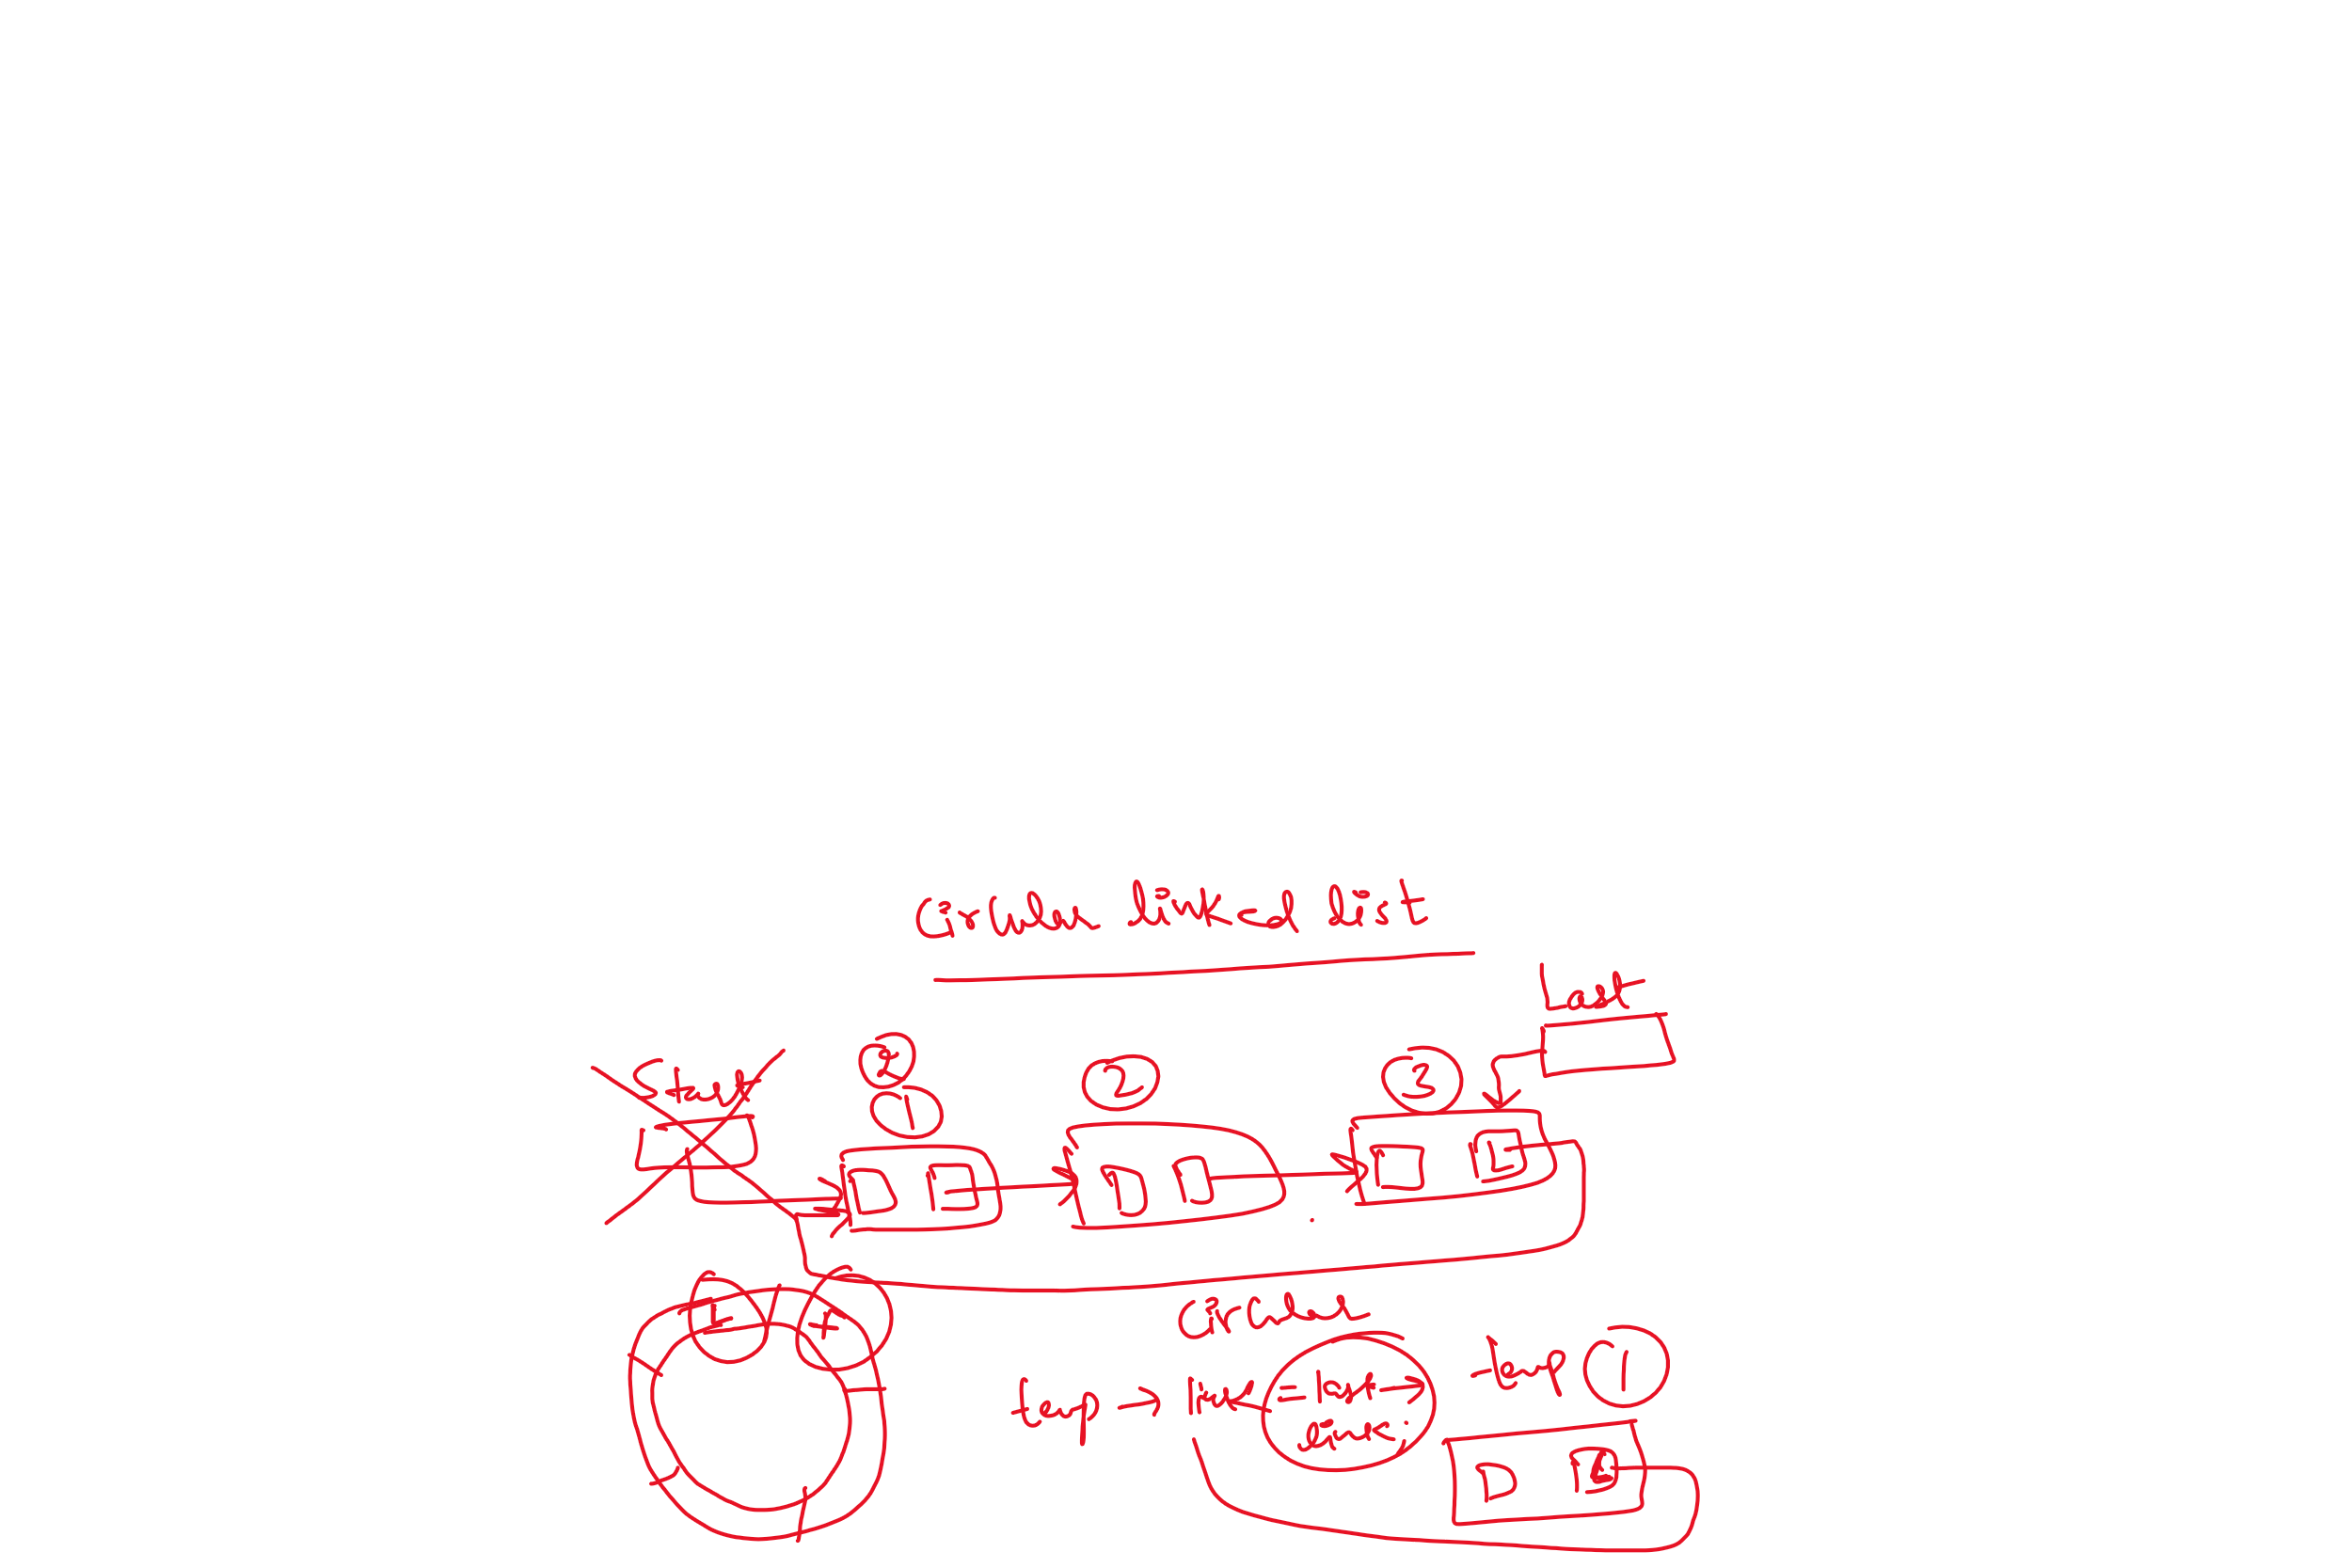 Circular linked list
Last
Start
2
1
2
3
D
D
D
Circular
temp → link = last →
link;
temp 1
D